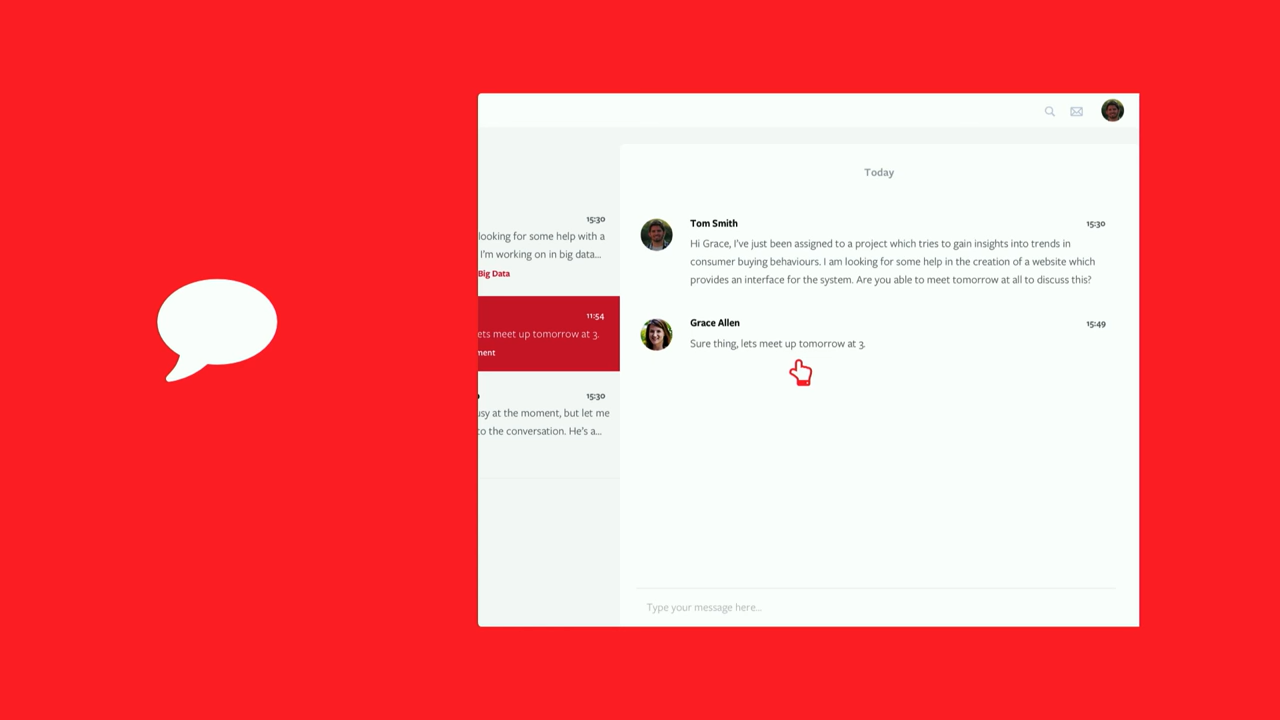 15:30
looking for some help with a
I'm working on in big data...
Big Data
11:54
lets meet up tomorrow at 3.
15:30
to the conversation. He's a...
at the moment, but let me
Today
Tom Smith
15:30
Hi Grace, I've just been assigned to a project which tries to gain insights into trends in
consumer buying behaviours. I am looking for some help in the creation of a website which
provides an interface for the system. Are you able to meet tomorrow at all to discuss this?
Grace Allen
15:49
Sure thing, lets meet up tomorrow at 3.
Type your message here...